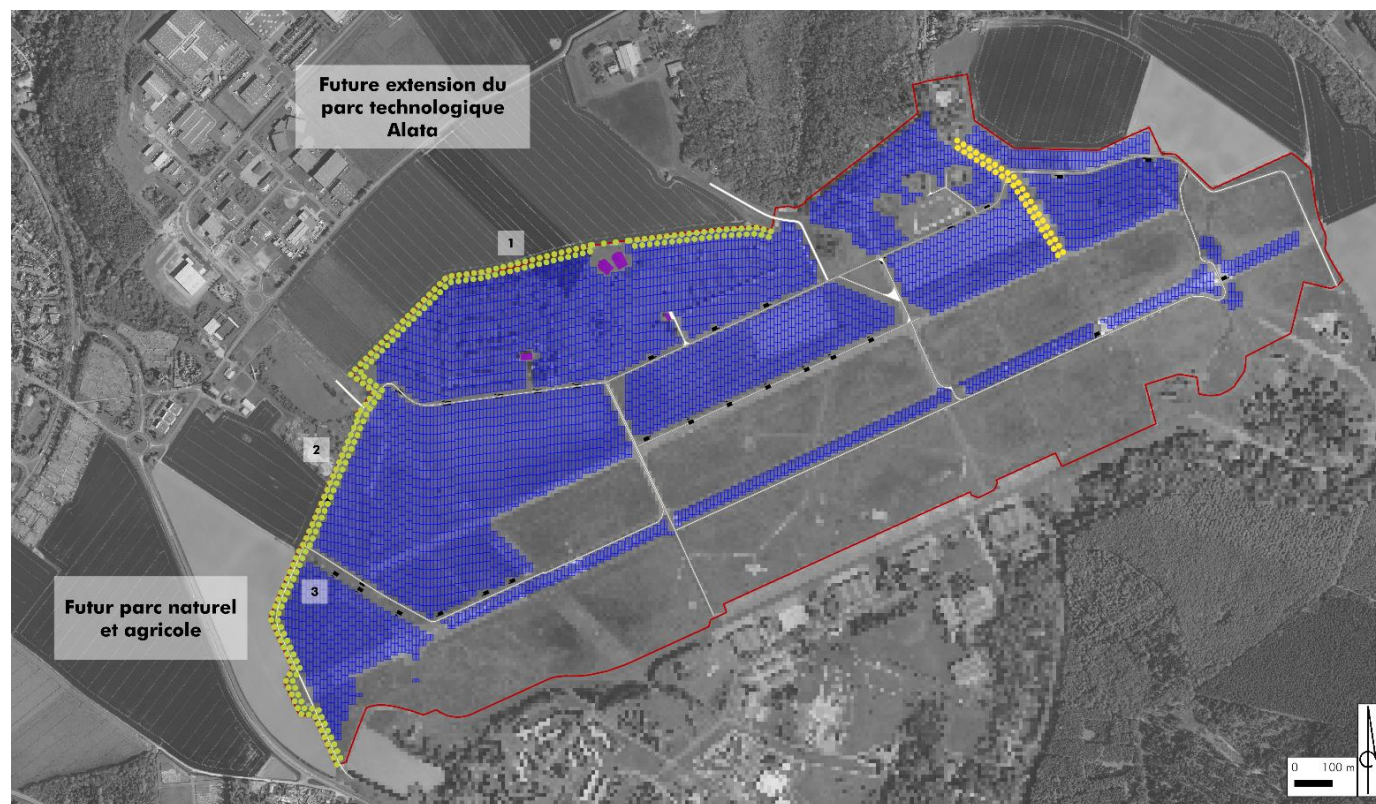 Future extension du
parc technologique
Alata
1
2
3
Futur parc naturel
et agricole
0 100 m